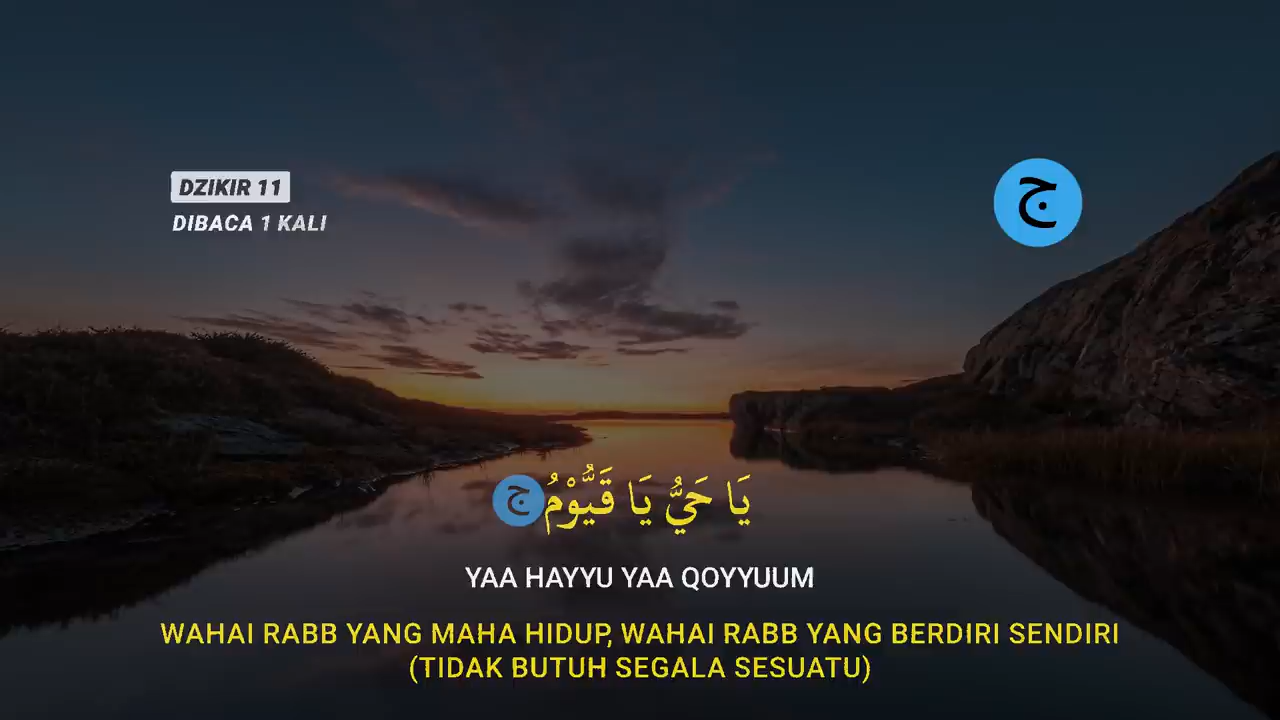 DZIKIR 11
DIBACA 1 KALI
ج
يَا حَيُّ يَا قَيُّوْمُ ج
YAA HAYYU YAA QOYYUUM
WAHAI RABB YANG MAHA HIDUP, WAHAI RABB YANG BERDIRI SENDIRI
(TIDAK BUTUH SEGALA SESUATU)